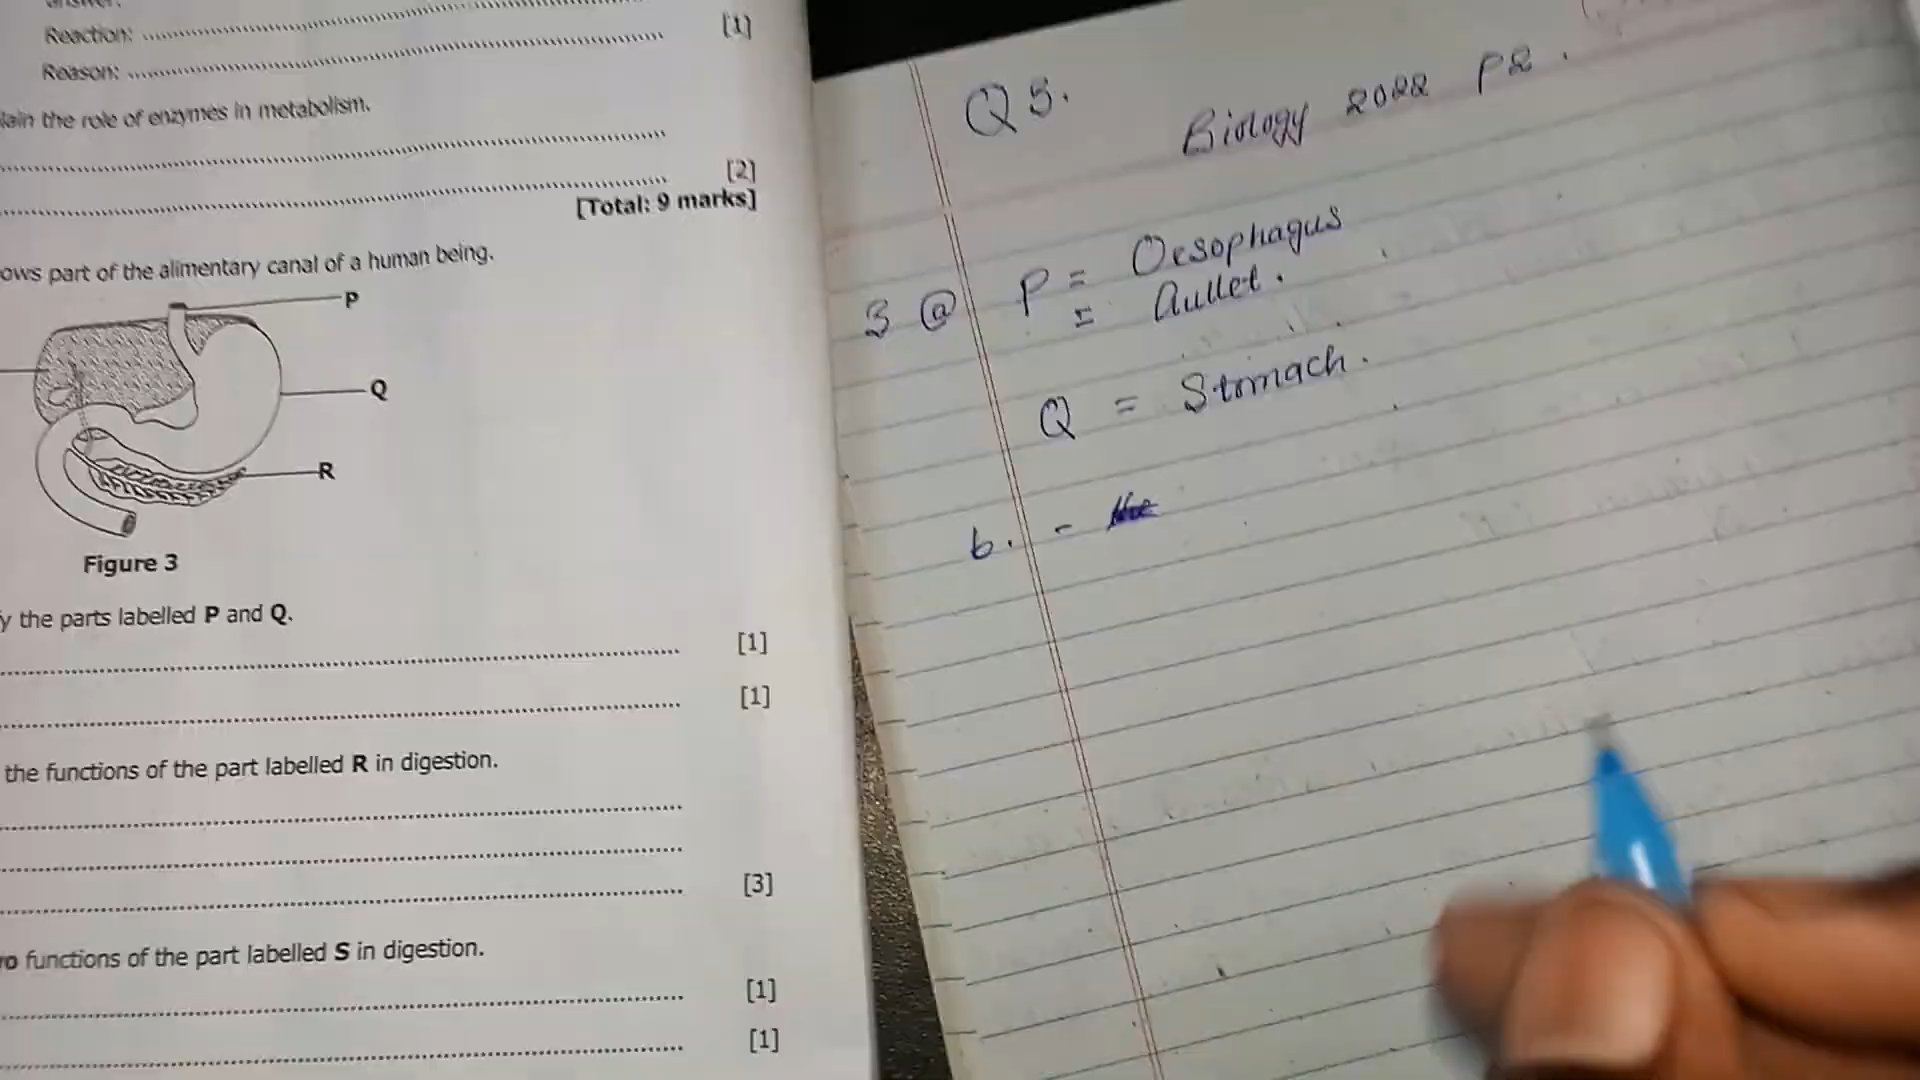 answer.
Reaction: [1]
Reason:
lain the role of enzymes in metabolism.
[2]
[Total: 9 marks]
ows part of the alimentary canal of a human being.
P
Q
R
Figure 3
y the parts labelled P and Q.
[1]
[1]
the functions of the part labelled R in digestion.
[3]
o functions of the part labelled S in digestion.
[1]
[1]
Q3.
Biology 2022 P2.
3 @ P = Oesophagus
= Gullet.
Q = Stomach.
b. -